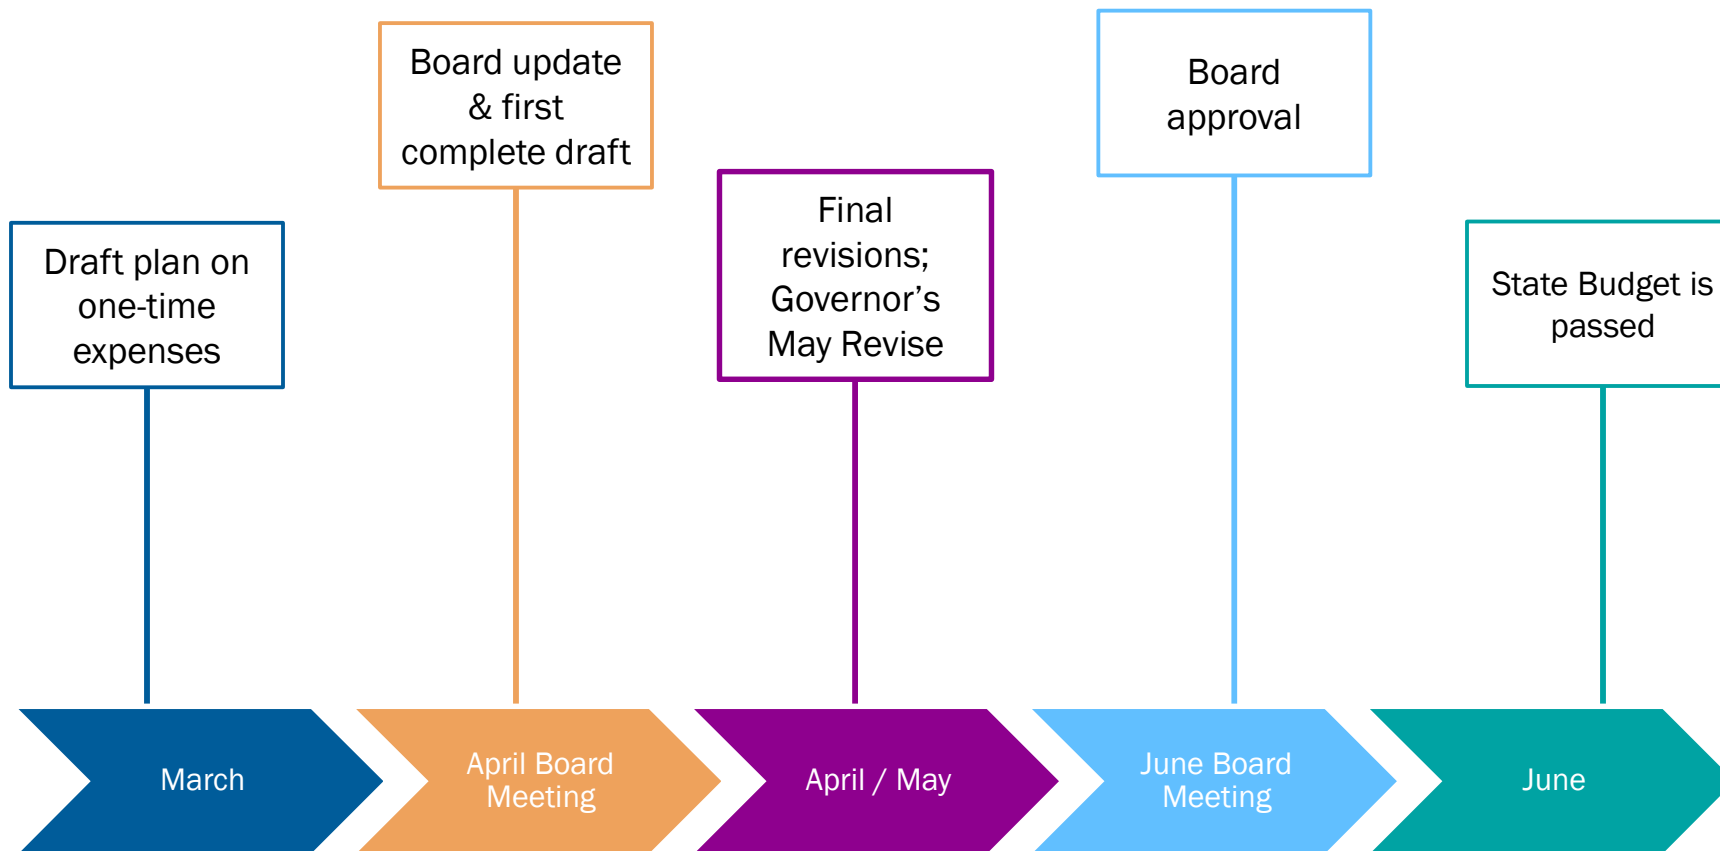 Board update
& first
complete draft
Board
approval
Final
revisions;
Governor’s
May Revise
Draft plan on
one-time
expenses
State Budget is
passed
March
April Board
Meeting
April / May
June Board
Meeting
June